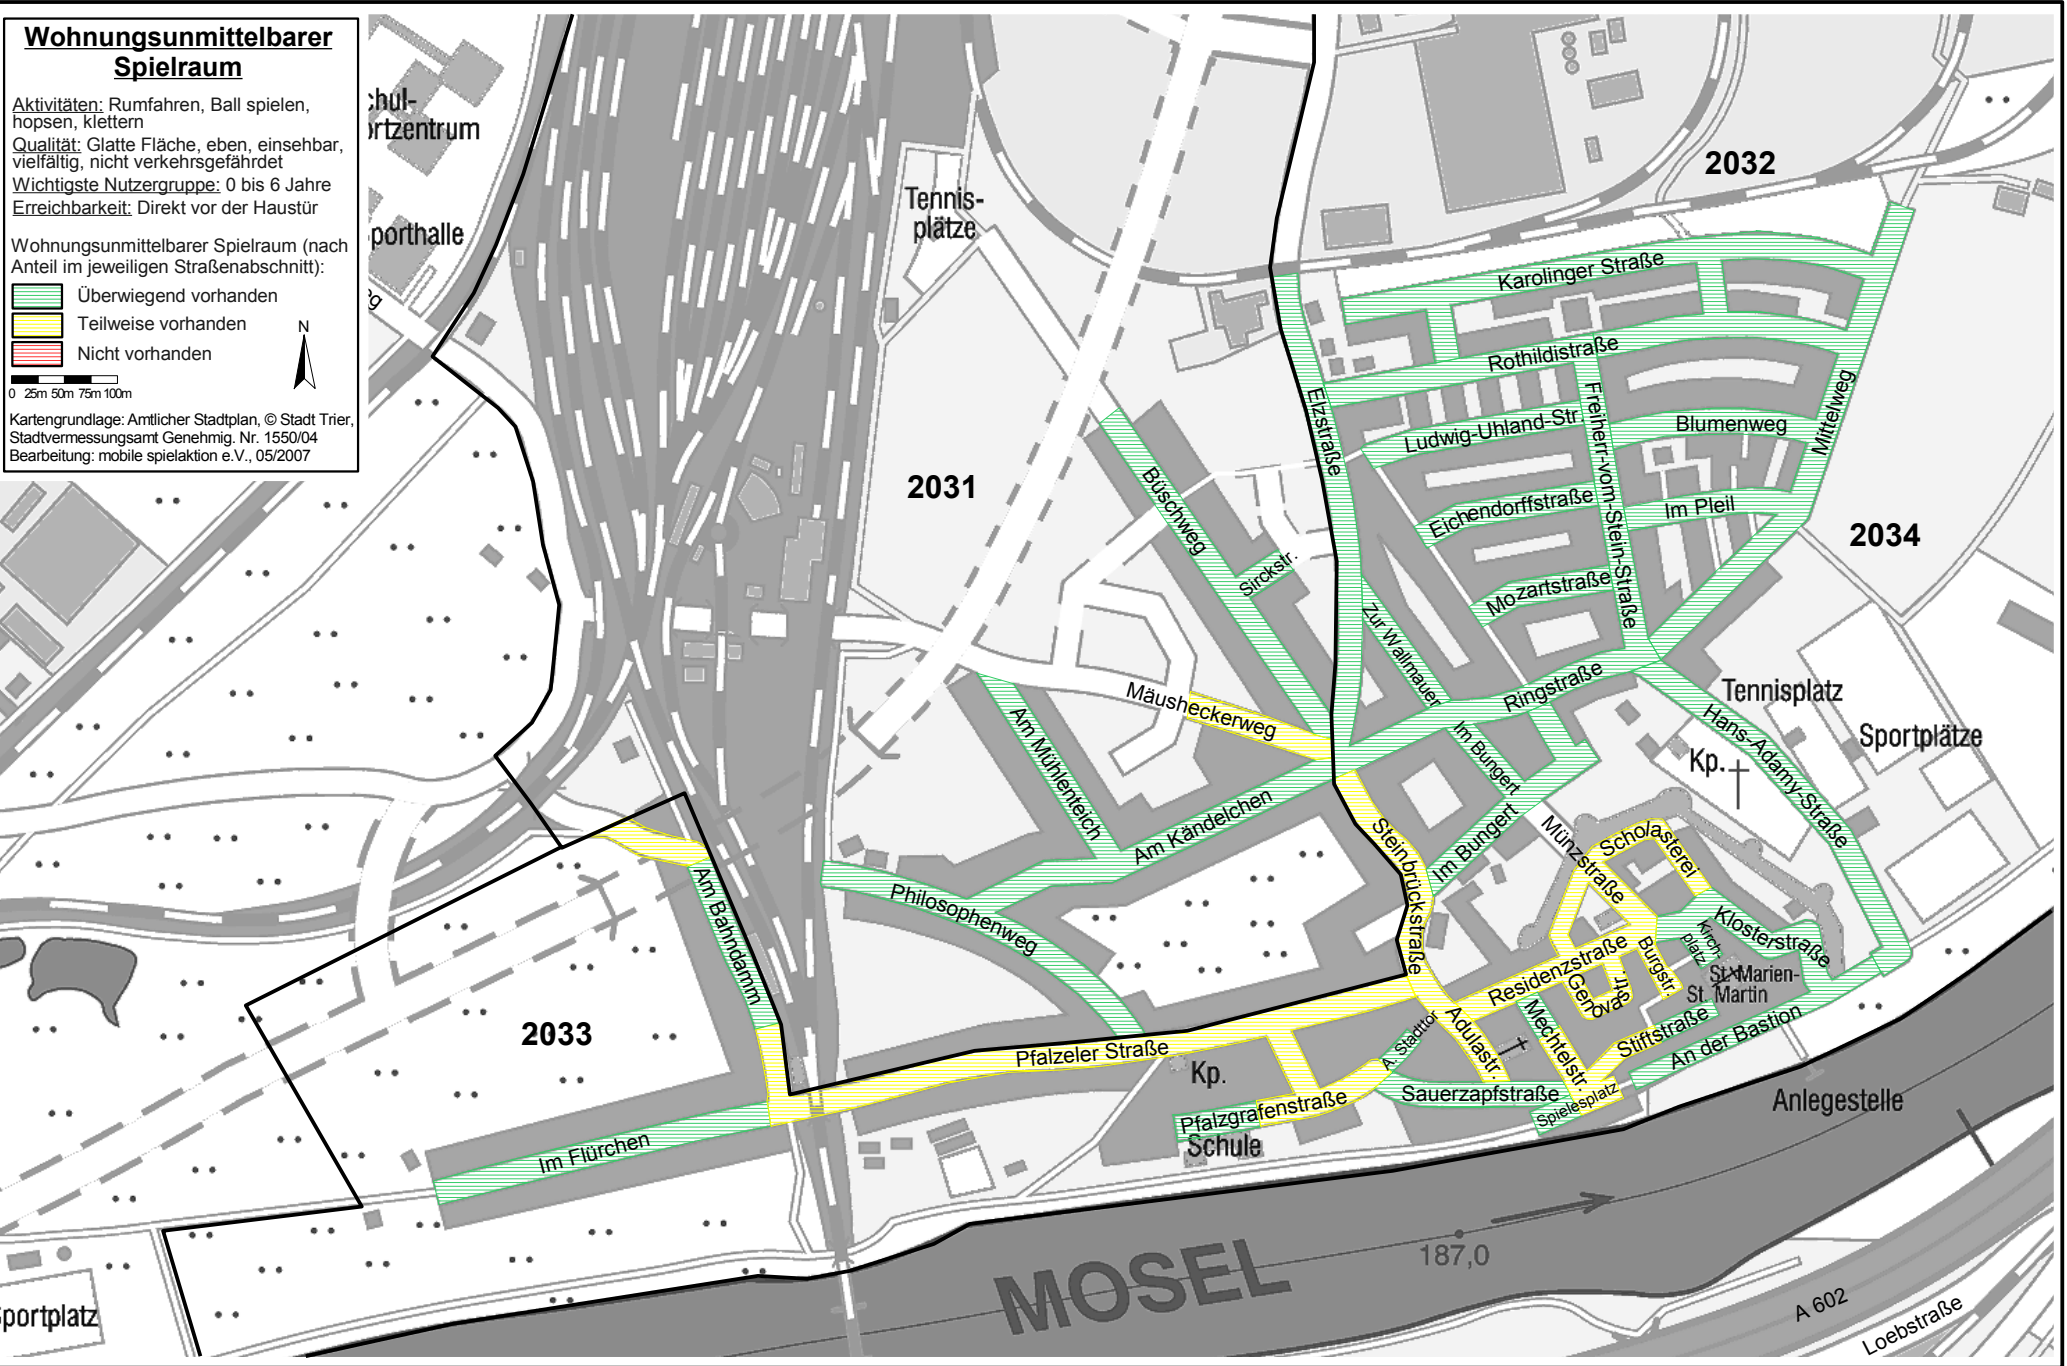 Wohnungsunmittelbarer
Spielraum
Aktivitäten: Rumfahren, Ball spielen,
hopsen, klettern
Qualität: Glatte Fläche, eben, einsehbar,
vielfältig, nicht verkehrsgefährdet
Wichtigste Nutzergruppe: 0 bis 6 Jahre
Erreichbarkeit: Direkt vor der Haustür
Wohnungsunmittelbarer Spielraum (nach
Anteil im jeweiligen Straßenabschnitt):
Überwiegend vorhanden
Teilweise vorhanden
Nicht vorhanden
N
0 25m 50m 75m 100m
Kartengrundlage: Amtlicher Stadtplan, © Stadt Trier,
Stadtvermessungsamt Genehmig. Nr. 1550/04
Bearbeitung: mobile spielaktion e.V., 05/2007
chul-
ortzentrum
porthalle
eg
Tennis-
plätze
2032
Karolinger Straße
Rothildistraße
Elzstraße
Freiherr-vom-Stein-Straße
Ludwig-Uhland-Str
Blumenweg
Mittelweg
2031
Büschweg
Eichendorffstraße
Im Pleil
2034
Sirckstr.
Mozartstraße
Zur Wallmauer
Ringstraße
Mäusheckerweg
Tennisplatz
Sportplätze
Hans-Adamy-Straße
Kp.
Am Mühlenteich
Im Bungert
Am Kändelchen
Steinbrückstraße
Im Bungert
Münzstraße
Scholasterei
Am Bahndamm
Philosophenweg
Klosterstraße
Kirch-
platz
Residenzstraße
Burgstr.
St. Marien-
St. Martin
Genova
str.
2033
Pfalzeler Straße
A. Stadttor
Adulastr.
Mechtelstr.
Stiftstraße
An der Bastion
Kp.
Sauerzapfstraße
Spielesplatz
Pfalzgrafenstraße
Schule
Anlegestelle
Im Flürchen
MOSEL
187,0
A 602
Loebstraße
portplatz